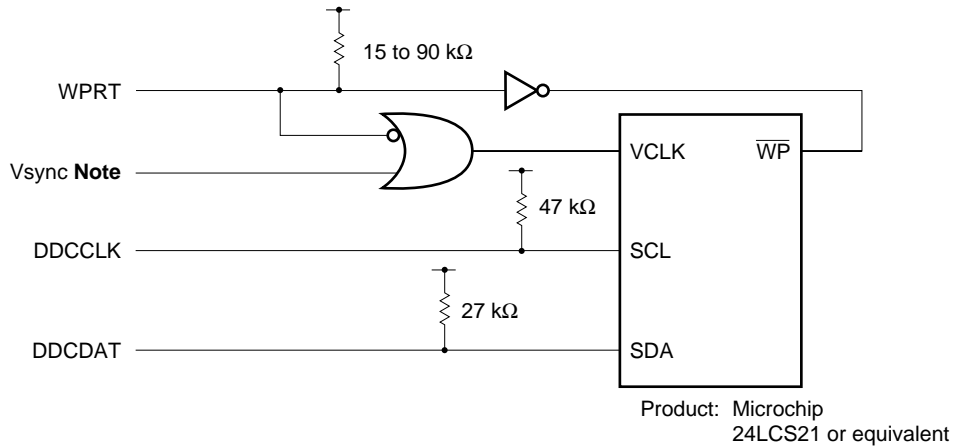 15 to 90 kΩ
WPRT
VCLK
WP
Vsync Note
47 kΩ
DDCCLK
SCL
27 kΩ
DDCDAT
SDA
Product: Microchip
24LCS21 or equivalent